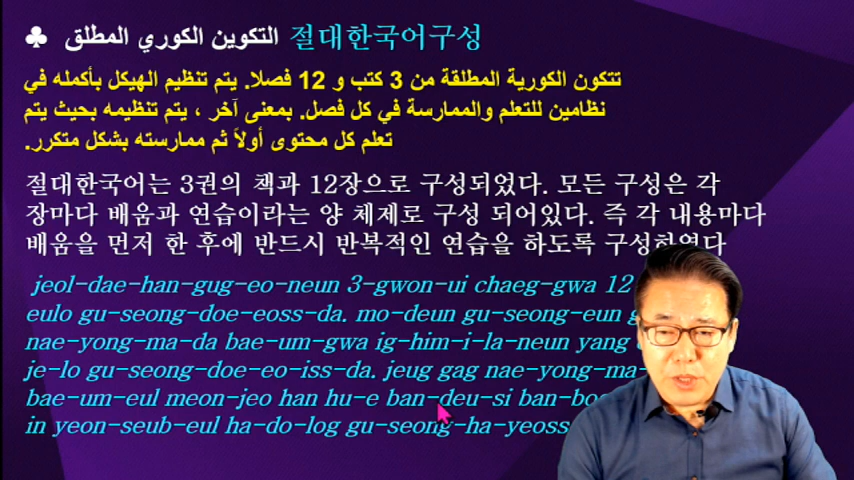 ♣ التكوين الكوري المطلق 절대한국어구성
تتكون الكورية المطلقة من 3 كتب و 12 فصلا. يتم تنظيم الهيكل بأكمله في
نظامين للتعلم والممارسة في كل فصل. بمعنى آخر ، يتم تنظيمه بحيث يتم
تعلم كل محتوى أولاً ثم ممارسته بشكل متكرر.
절대한국어는 3권의 책과 12장으로 구성되었다. 모든 구성은 각
장마다 배움과 연습이라는 양 체제로 구성 되어있다. 즉 각 내용마다
배움을 먼저 한 후에 반드시 반복적인 연습을 하도록 구성하였다
jeol-dae-han-gug-eo-neun 3-gwon-ui chaeg-gwa 12
eulo gu-seong-doe-eoss-da. mo-deun gu-seong-eun
nae-yong-ma-da bae-um-gwa ig-him-i-la-neun yang
je-lo gu-seong-doe-eo-iss-da. jeug gag nae-yong-ma-
bae-um-eul meon-jeo han hu-e ban-deu-si ban-bo
in yeon-seub-eul ha-do-log gu-seong-ha-yeoss